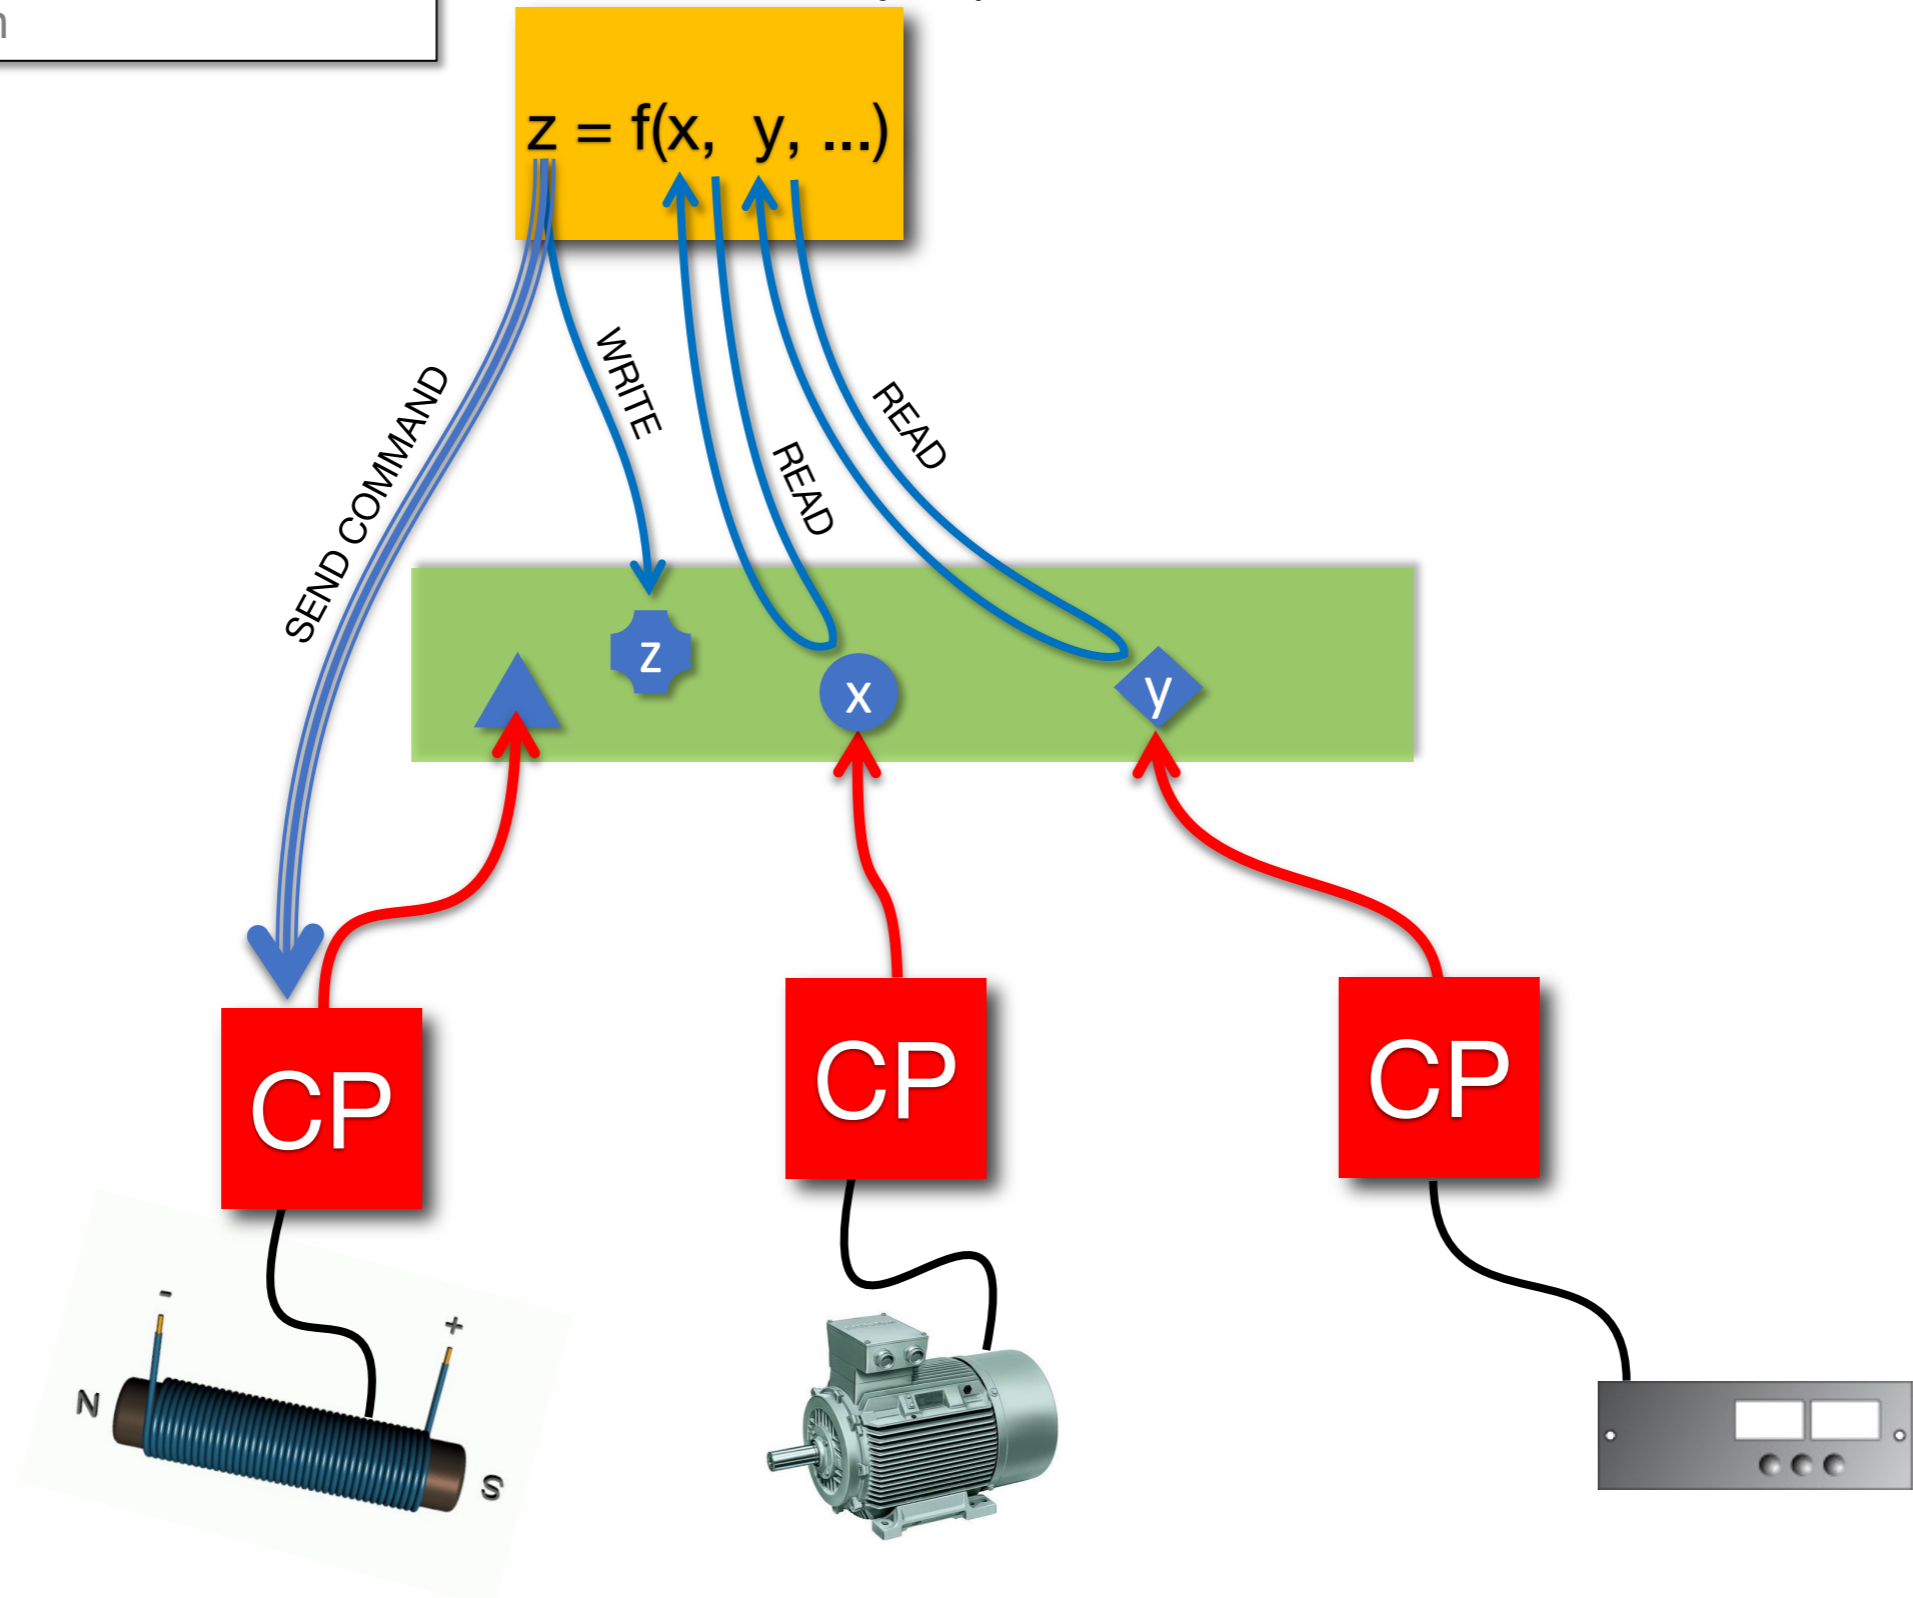 z = f(x, y, ...)
SEND COMMAND
WRITE
READ
READ
z
x
y
CP
CP
CP
-
+
N
S